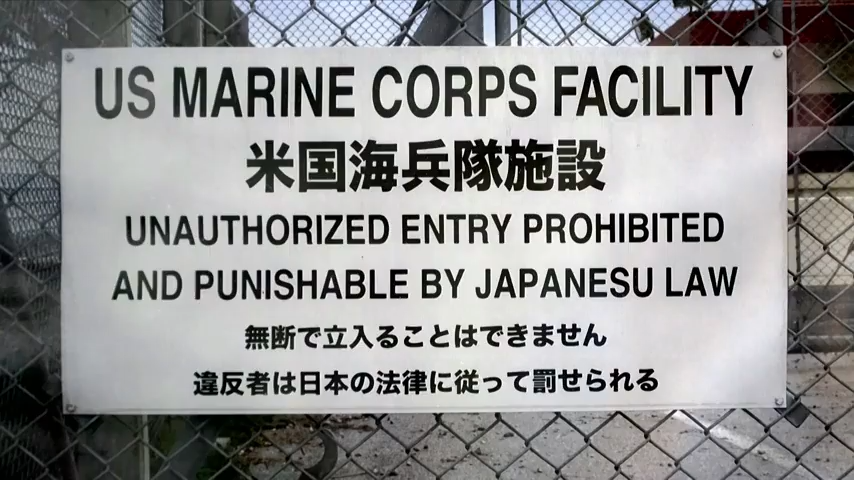 US MARINE CORPS FACILITY
米国海兵隊施設
UNAUTHORIZED ENTRY PROHIBITED
AND PUNISHABLE BY JAPANESU LAW
無断で立入ることはできません
違反者は日本の法律に従って罰せられる